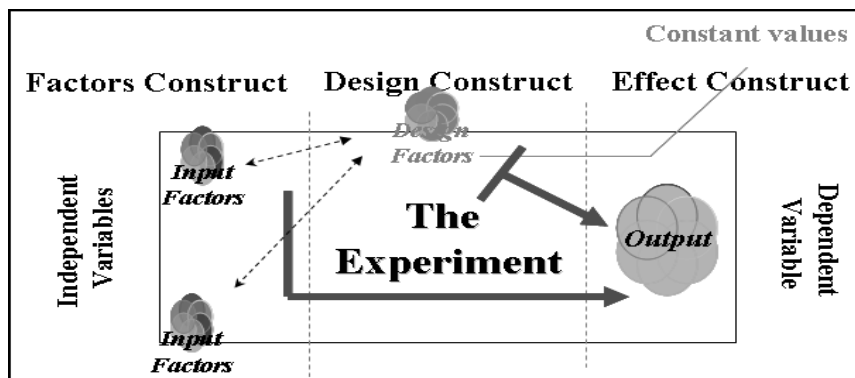 Constant values
Factors Construct
Design Construct
Effect Construct
Design
Factors
Input
Factors
Independent
Variables
The
Experiment
Output
Dependent
Variable
Input
Factors